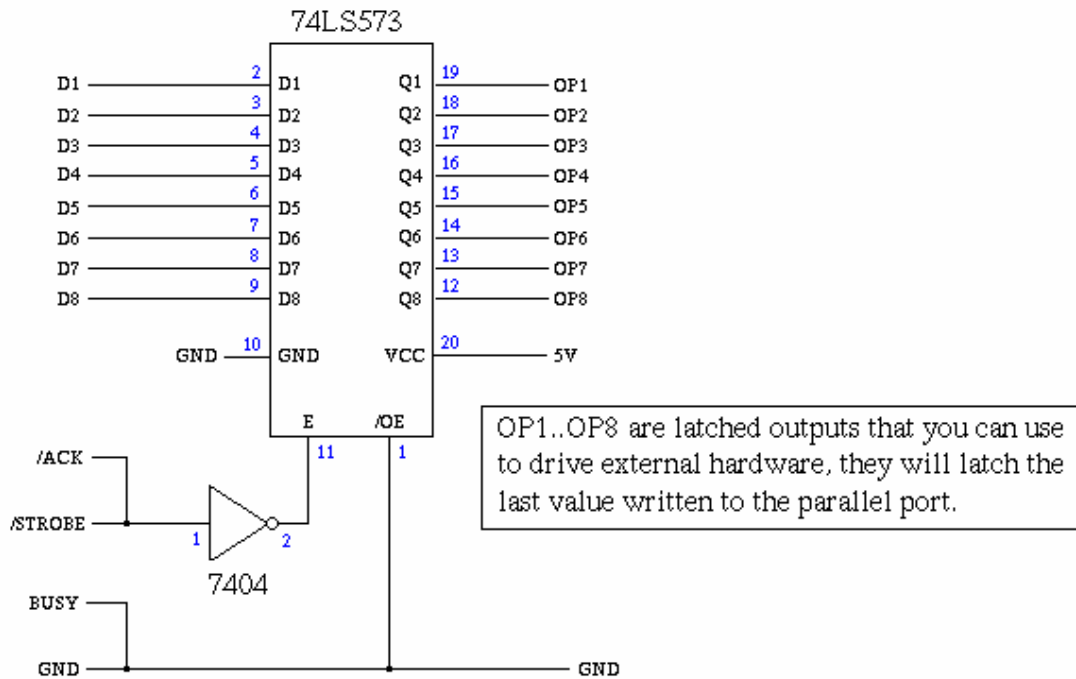 74LS573
D1 2 D1 Q1 19 OP1
D2 3 D2 Q2 18 OP2
D3 4 D3 Q3 17 OP3
D4 5 D4 Q4 16 OP4
D5 6 D5 Q5 15 OP5
D6 7 D6 Q6 14 OP6
D7 8 D7 Q7 13 OP7
D8 9 D8 Q8 12 OP8
GND 10 GND VCC 20 5V
E /OE
11 1
/ACK
/STROBE 1 2
7404
BUSY
GND GND
OP1..OP8 are latched outputs that you can use
to drive external hardware, they will latch the
last value written to the parallel port.